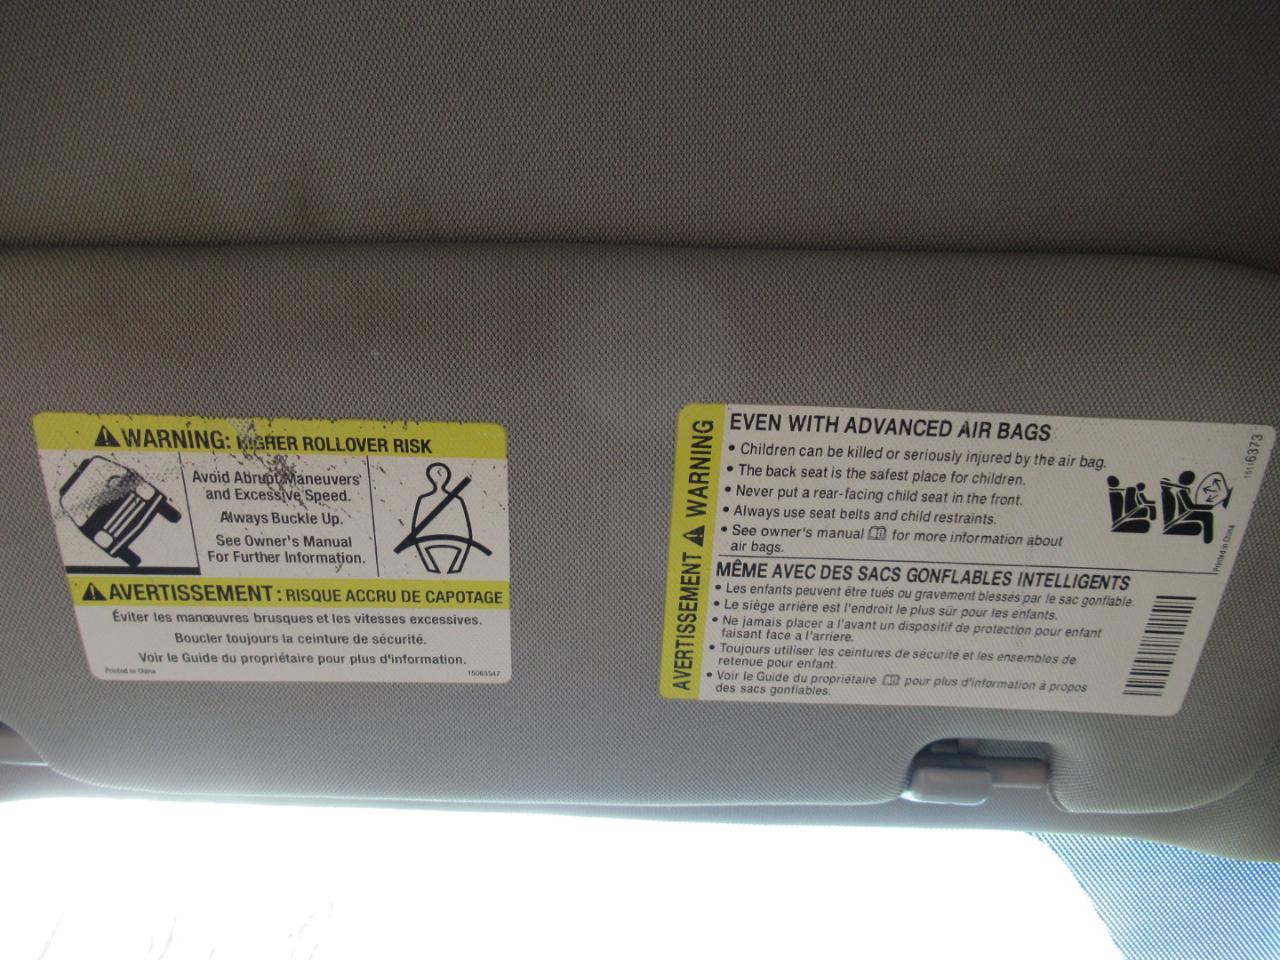 WARNING: HIGHER ROLLOVER RISK
Avoid Abrupt Maneuvers
and Excessive Speed.
Always Buckle Up.
See Owner's Manual
For Further Information.
AVERTISSEMENT : RISQUE ACCRU DE CAPOTAGE
Éviter les manœuvres brusques et les vitesses excessives.
Boucler toujours la ceinture de sécurité.
Voir le Guide du propriétaire pour plus d'information.
Printed in China
15063547
AVERTISSEMENT WARNING
EVEN WITH ADVANCED AIR BAGS
• Children can be killed or seriously injured by the air bag.
• The back seat is the safest place for children.
• Never put a rear-facing child seat in the front.
• Always use seat belts and child restraints.
• See owner's manual for more information about
air bags.
MÊME AVEC DES SACS GONFLABLES INTELLIGENTS
• Les enfants peuvent être tués ou gravement blessés par le sac gonflable.
• Le siège arrière est l'endroit le plus sûr pour les enfants.
• Ne jamais placer a l'avant un dispositif de protection pour enfant
faisant face a l'arriere.
• Toujours utiliser les ceintures de sécurité et les ensembles de
retenue pour enfant.
• Voir le Guide du propriétaire pour plus d'information à propos
des sacs gonflables.
15116373
Printed in China